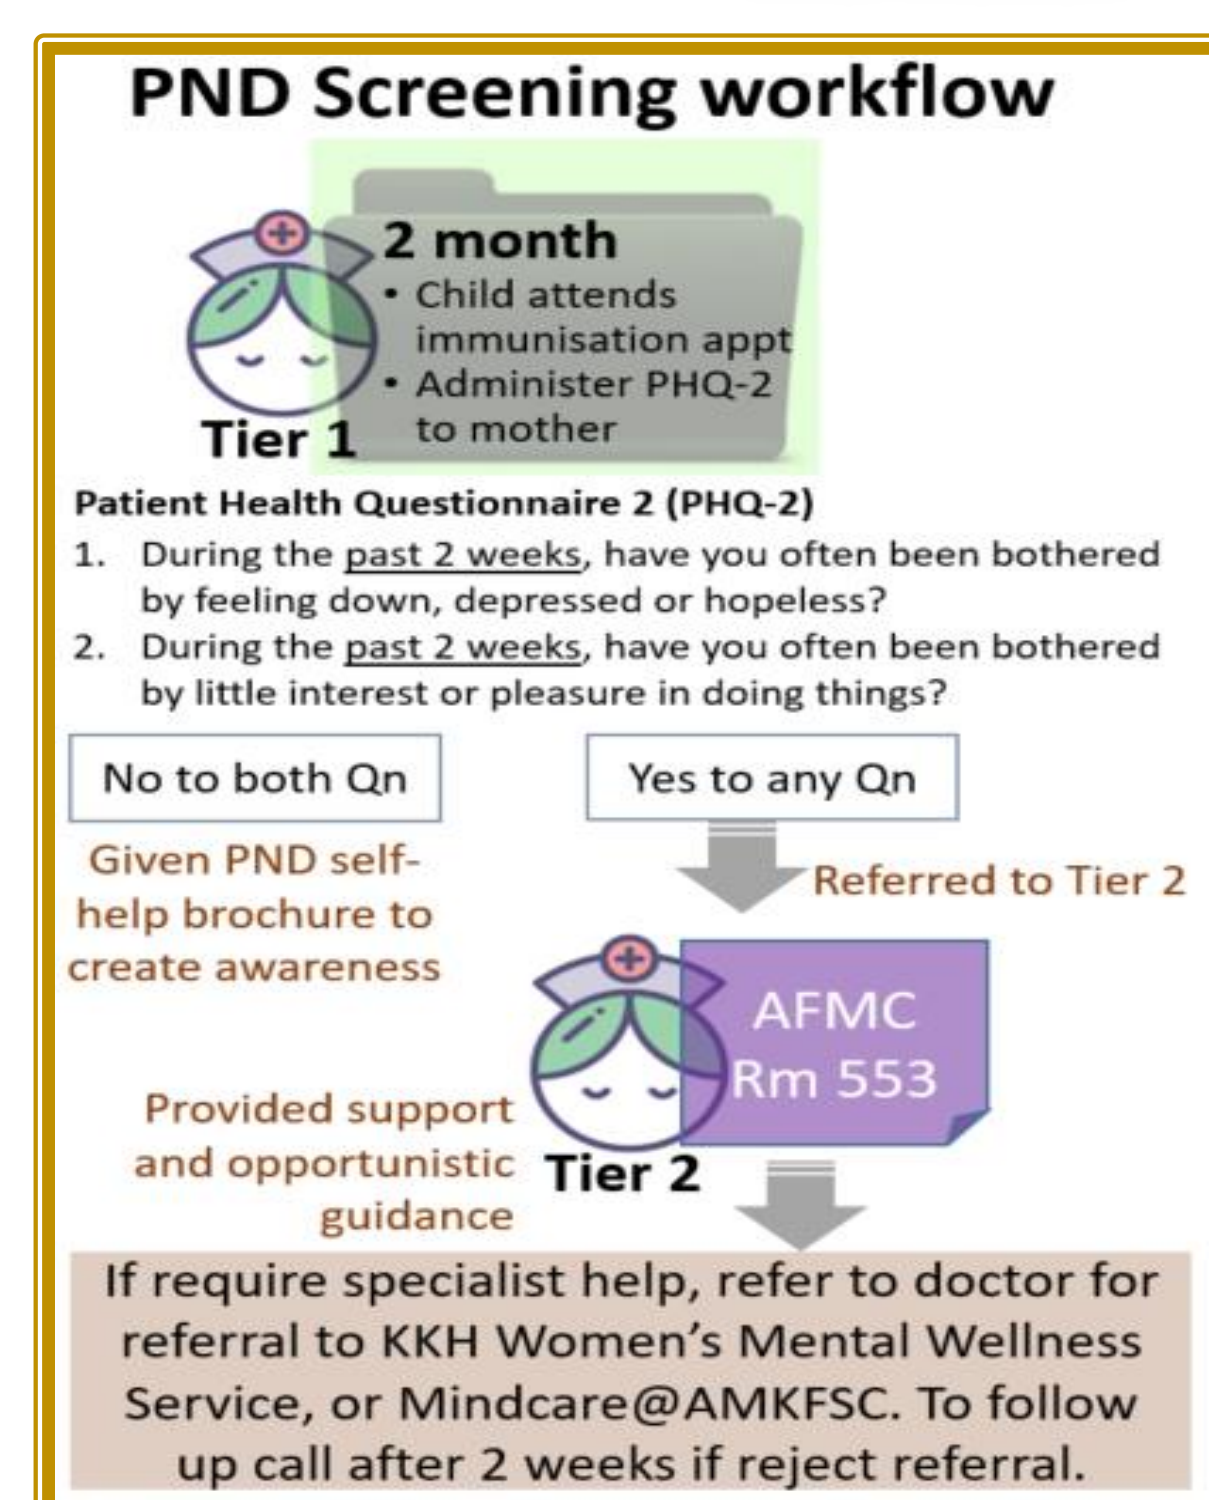 PND Screening workflow
2 month
• Child attends
immunisation appt
• Administer PHQ-2
to mother
Tier 1
Patient Health Questionnaire 2 (PHQ-2)
1. During the past 2 weeks, have you often been bothered
by feeling down, depressed or hopeless?
2. During the past 2 weeks, have you often been bothered
by little interest or pleasure in doing things?
No to both Qn
Given PND self-
help brochure to
create awareness
Yes to any Qn
Referred to Tier 2
AFMC
Rm 553
Tier 2
Provided support
and opportunistic
guidance
If require specialist help, refer to doctor for
referral to KKH Women’s Mental Wellness
Service, or Mindcare@AMKFSC. To follow
up call after 2 weeks if reject referral.